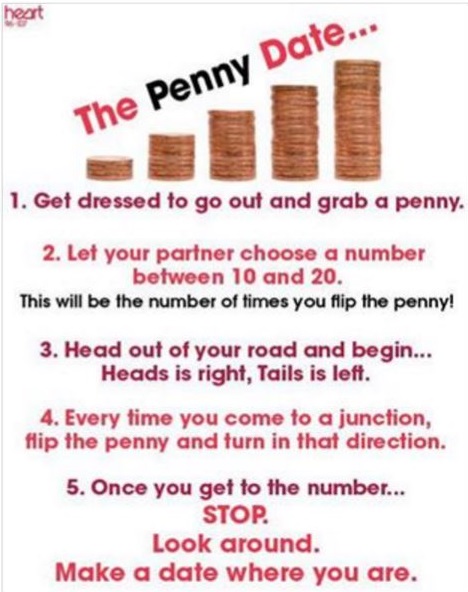 heart
The Penny Date...
1. Get dressed to go out and grab a penny.
2. Let your partner choose a number
between 10 and 20.
This will be the number of times you flip the penny!
3. Head out of your road and begin...
Heads is right, Tails is left.
4. Every time you come to a junction,
flip the penny and turn in that direction.
5. Once you get to the number...
STOP.
Look around.
Make a date where you are.